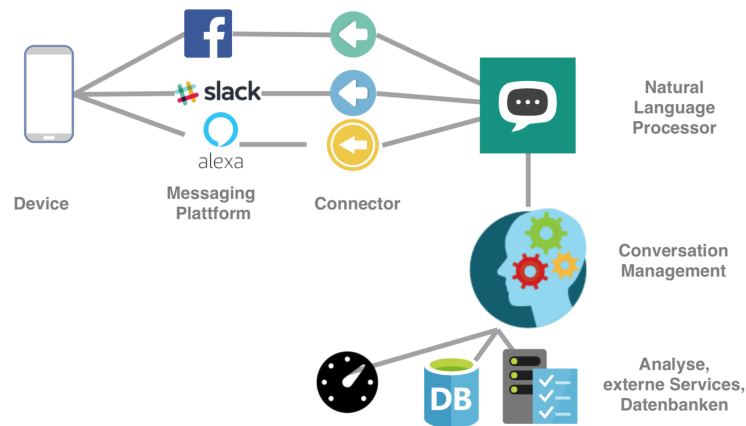 f
slack
alexa
Natural
Language
Processor
Device
Messaging
Plattform
Connector
Conversation
Management
DB
Analyse,
externe Services,
Datenbanken